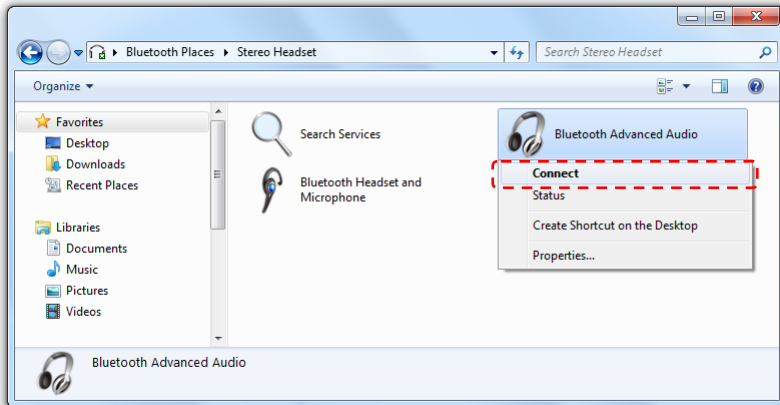 Bluetooth Places Stereo Headset
Search Stereo Headset
Organize
Favorites
Desktop
Downloads
Recent Places
Libraries
Documents
Music
Pictures
Videos
Search Services
Bluetooth Headset and
Microphone
Bluetooth Advanced Audio
Connect
Status
Create Shortcut on the Desktop
Properties...
Bluetooth Advanced Audio